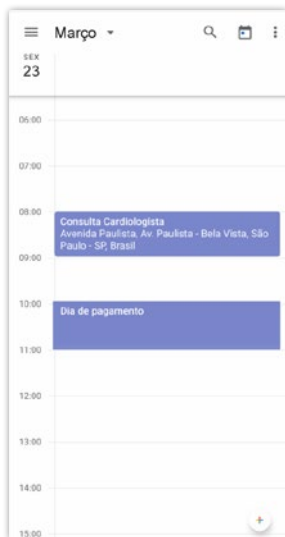 Março
SEX
23
06:00
07:00
08:00
Consulta Cardiologista
Avenida Paulista, Av. Paulista - Bela Vista, São
Paulo - SP, Brasil
09:00
10:00
Dia de pagamento
11:00
12:00
13:00
14:00
15:00